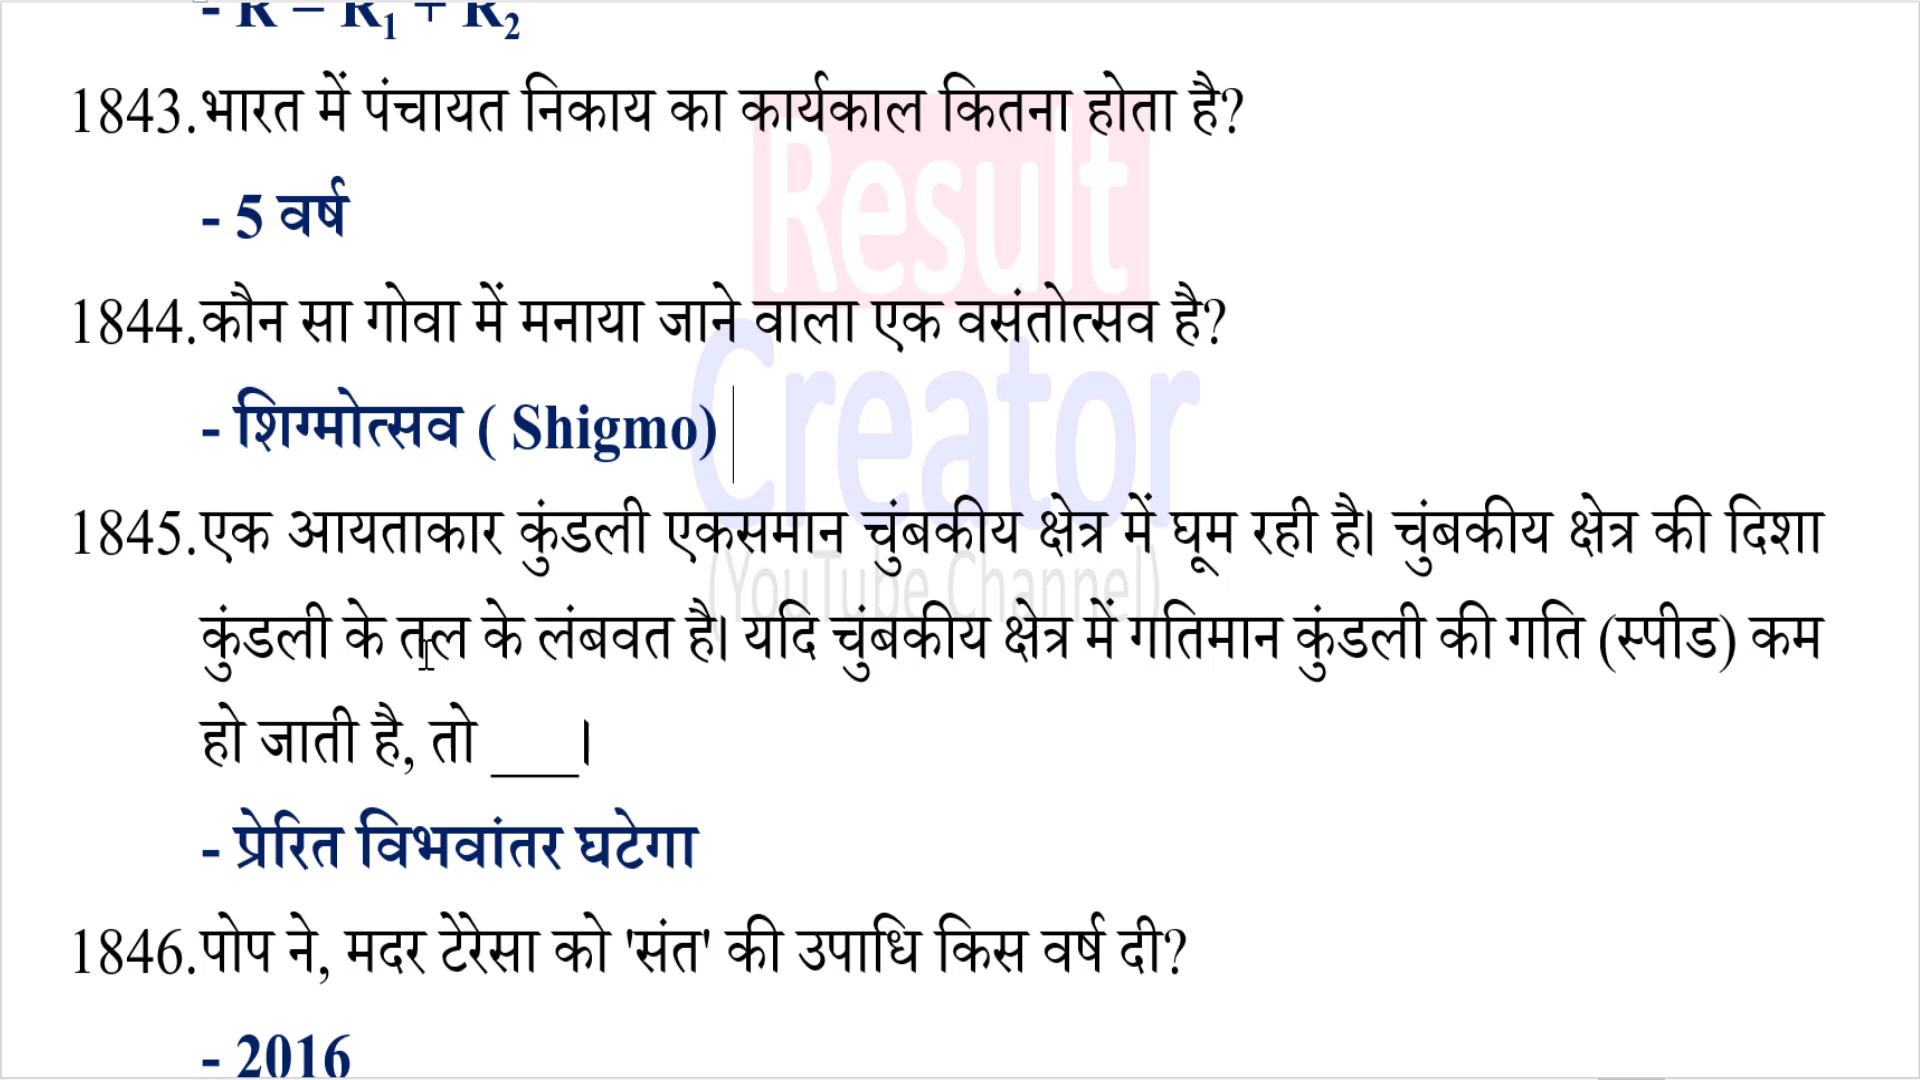 - R = R₁ + R₂
1843. भारत में पंचायत निकाय का कार्यकाल कितना होता है?
- 5 वर्ष
1844. कौन सा गोवा में मनाया जाने वाला एक वसंतोत्सव है?
- शिग्मोत्सव ( Shigmo)
1845. एक आयताकार कुंडली एकसमान चुंबकीय क्षेत्र में घूम रही है। चुंबकीय क्षेत्र की दिशा
कुंडली के तल के लंबवत है। यदि चुंबकीय क्षेत्र में गतिमान कुंडली की गति (स्पीड) कम
हो जाती है, तो ___।
- प्रेरित विभवांतर घटेगा
1846. पोप ने, मदर टेरेसा को 'संत' की उपाधि किस वर्ष दी?
- 2016
Result
Creator
(YouTube Channel)